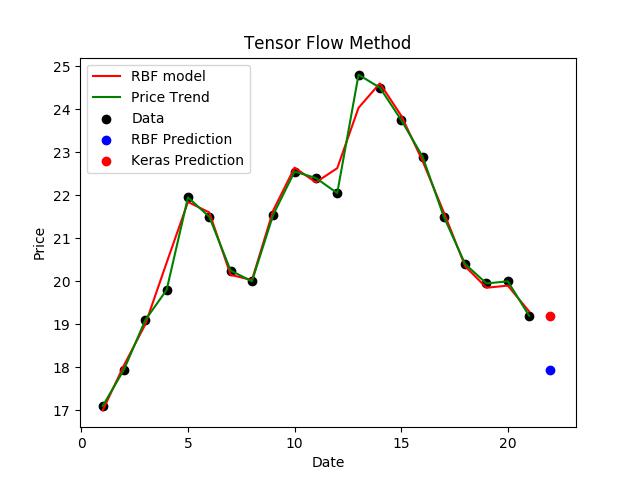 Tensor Flow Method
RBF model
Price Trend
Data
RBF Prediction
Keras Prediction
25
24
23
22
21
20
19
18
17
Price
0 5 10 15 20
Date